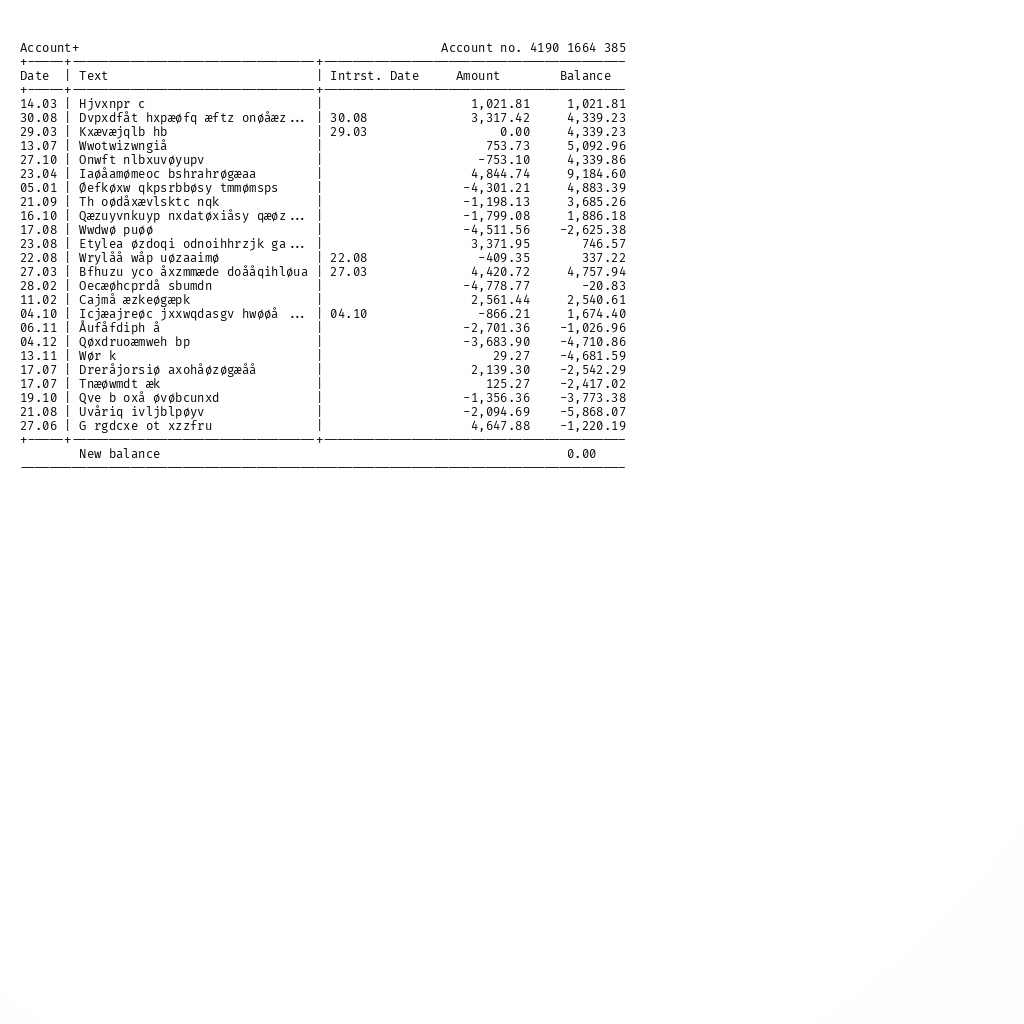 Account+ Account no. 4190 1664 385
Date | Text | Intrst. Date Amount Balance
14.03 | Hjvxnpr c | 1,021.81 1,021.81
30.08 | Dvpxdfåt hxpæøfq æftz onøåæz... | 30.08 3,317.42 4,339.23
29.03 | Kxævæjqlb hb | 29.03 0.00 4,339.23
13.07 | Wwotwizwngiå | 753.73 5,092.96
27.10 | Onwft nlbxuvøyupv | -753.10 4,339.86
23.04 | Iaøåamømeoc bshrahrøgæaa | 4,844.74 9,184.60
05.01 | Øefkøxw qkpsrbbøsy tmmømsps | -4,301.21 4,883.39
21.09 | Th oødåxævlsktc nqk | -1,198.13 3,685.26
16.10 | Qæzuyvnkuyp nxdatøxiåsy qæøz... | -1,799.08 1,886.18
17.08 | Wwdwø puøø | -4,511.56 -2,625.38
23.08 | Etylea øzdoqi odnoihhrzjk ga... | 3,371.95 746.57
22.08 | Wrylåå wåp uøzaaimø | 22.08 -409.35 337.22
27.03 | Bfhuzu yco åxzmmæde doååqihløua | 27.03 4,420.72 4,757.94
28.02 | Oecæøhcprdå sbumdn | -4,778.77 -20.83
11.02 | Cajmå æzkeøgæpk | 2,561.44 2,540.61
04.10 | Icjæajreøc jxxwqdasgv hwøøå ... | 04.10 -866.21 1,674.40
06.11 | Åufåfdiph å | -2,701.36 -1,026.96
04.12 | Qøxdruoæmweh bp | -3,683.90 -4,710.86
13.11 | Wør k | 29.27 -4,681.59
17.07 | Dreråjorsiø axohåøzøgæåå | 2,139.30 -2,542.29
17.07 | Tnæøwmdt æk | 125.27 -2,417.02
19.10 | Qve b oxå øvøbcunxd | -1,356.36 -3,773.38
21.08 | Uvåriq ivljblpøyv | -2,094.69 -5,868.07
27.06 | G rgdcxe ot xzzfru | 4,647.88 -1,220.19
New balance 0.00